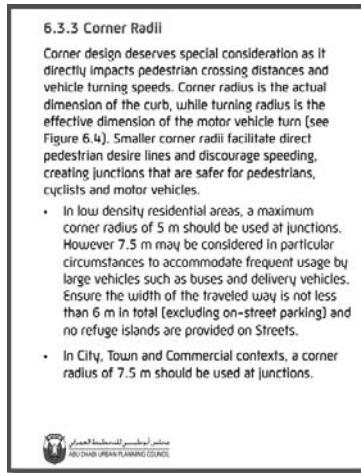 6.3.3 Corner Radii
Corner design deserves special consideration as it
directly impacts pedestrian crossing distances and
vehicle turning speeds. Corner radius is the actual
dimension of the curb, while turning radius is the
effective dimension of the motor vehicle turn (see
Figure 6.4). Smaller corner radii facilitate direct
pedestrian desire lines and discourage speeding,
creating junctions that are safer for pedestrians,
cyclists and motor vehicles.
• In low density residential areas, a maximum
corner radius of 5 m should be used at junctions.
However 7.5 m may be considered in particular
circumstances to accommodate frequent usage by
large vehicles such as buses and delivery vehicles.
Ensure the width of the traveled way is not less
than 6 m in total (excluding on-street parking) and
no refuge islands are provided on Streets.
• In City, Town and Commercial contexts, a corner
radius of 7.5 m should be used at junctions.
مجلس أبوظبي للتخطيط العمراني
ABU DHABI URBAN PLANNING COUNCIL